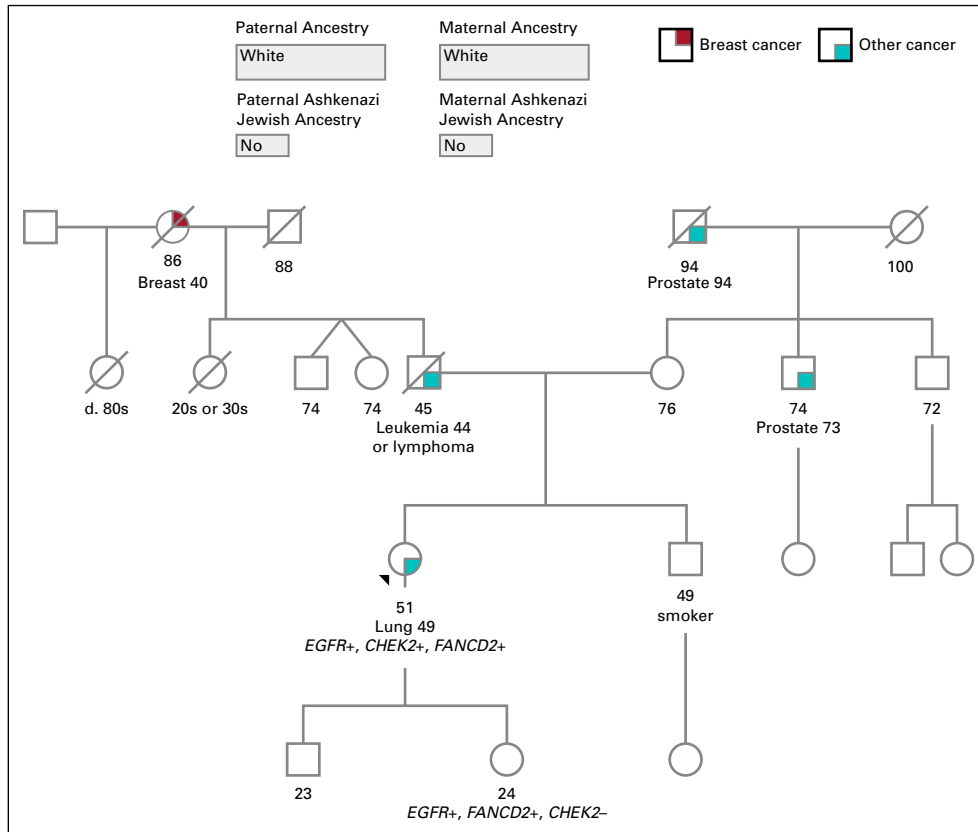 Paternal Ancestry
White
Maternal Ancestry
White
Breast cancer
Other cancer
Paternal Ashkenazi
Jewish Ancestry
No
Maternal Ashkenazi
Jewish Ancestry
No
86
Breast 40
88
94
Prostate 94
100
d. 80s
20s or 30s
74
74
45
Leukemia 44
or lymphoma
76
74
Prostate 73
72
51
Lung 49
EGFR+, CHEK2+, FANCD2+
49
smoker
23
24
EGFR+, FANCD2+, CHEK2–